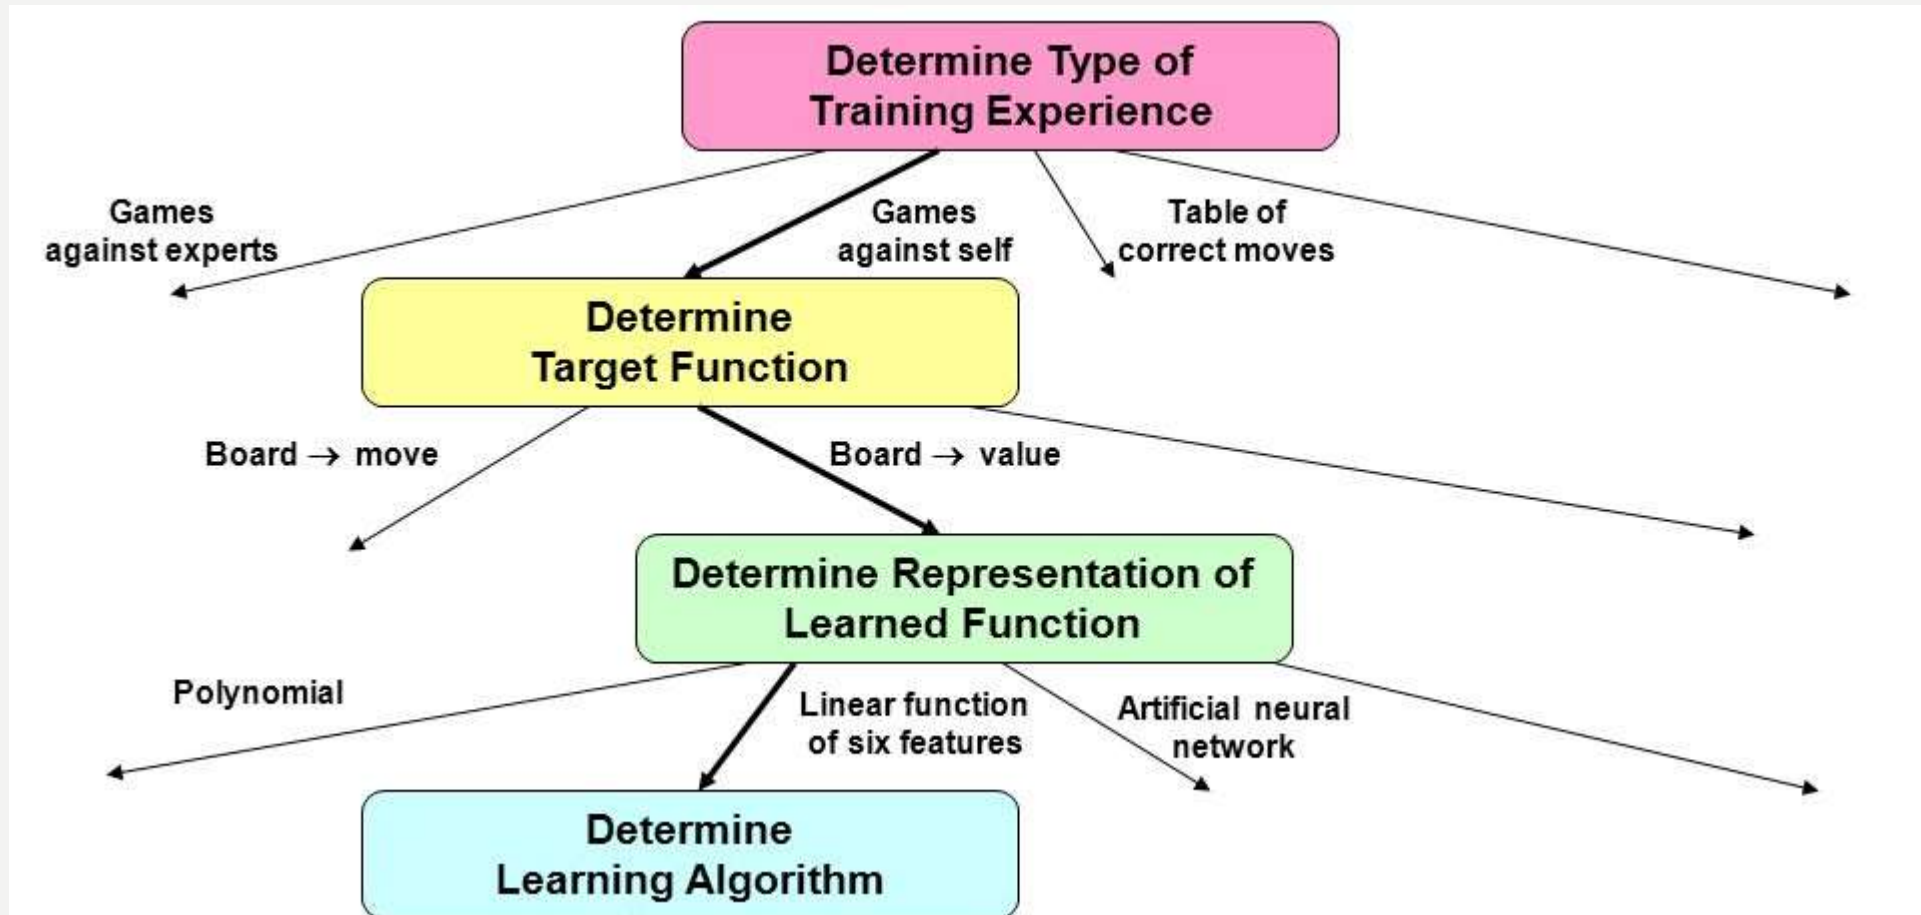 Determine Type of
Training Experience
Games
against experts
Games
against self
Table of
correct moves
Determine
Target Function
Board → move
Board → value
Determine Representation of
Learned Function
Polynomial
Linear function
of six features
Artificial neural
network
Determine
Learning Algorithm